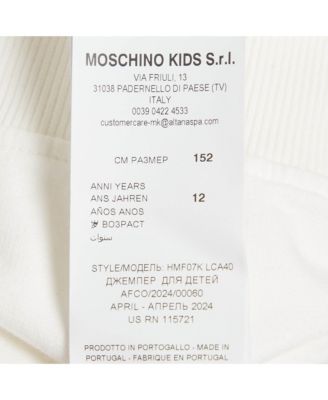 MOSCHINO KIDS S.r.l.
VIA FRIULI, 13
31038 PADERNELLO DI PAESE (TV)
ITALY
0039 0422 4533
customercare-mk@altanaspa.com
CM РАЗМЕР 152
ANNI YEARS
ANS JAHREN 12
AÑOS ANOS
岁 ВОЗРАСТ
سنوات
STYLE/МОДЕЛЬ: HMF07K LCA40
ДЖЕМПЕР ДЛЯ ДЕТЕЙ
AFCO/2024/00060
APRIL - АПРЕЛЬ 2024
US RN 115721
PRODOTTO IN PORTOGALLO - MADE IN
PORTUGAL - FABRIQUE EN PORTUGAL